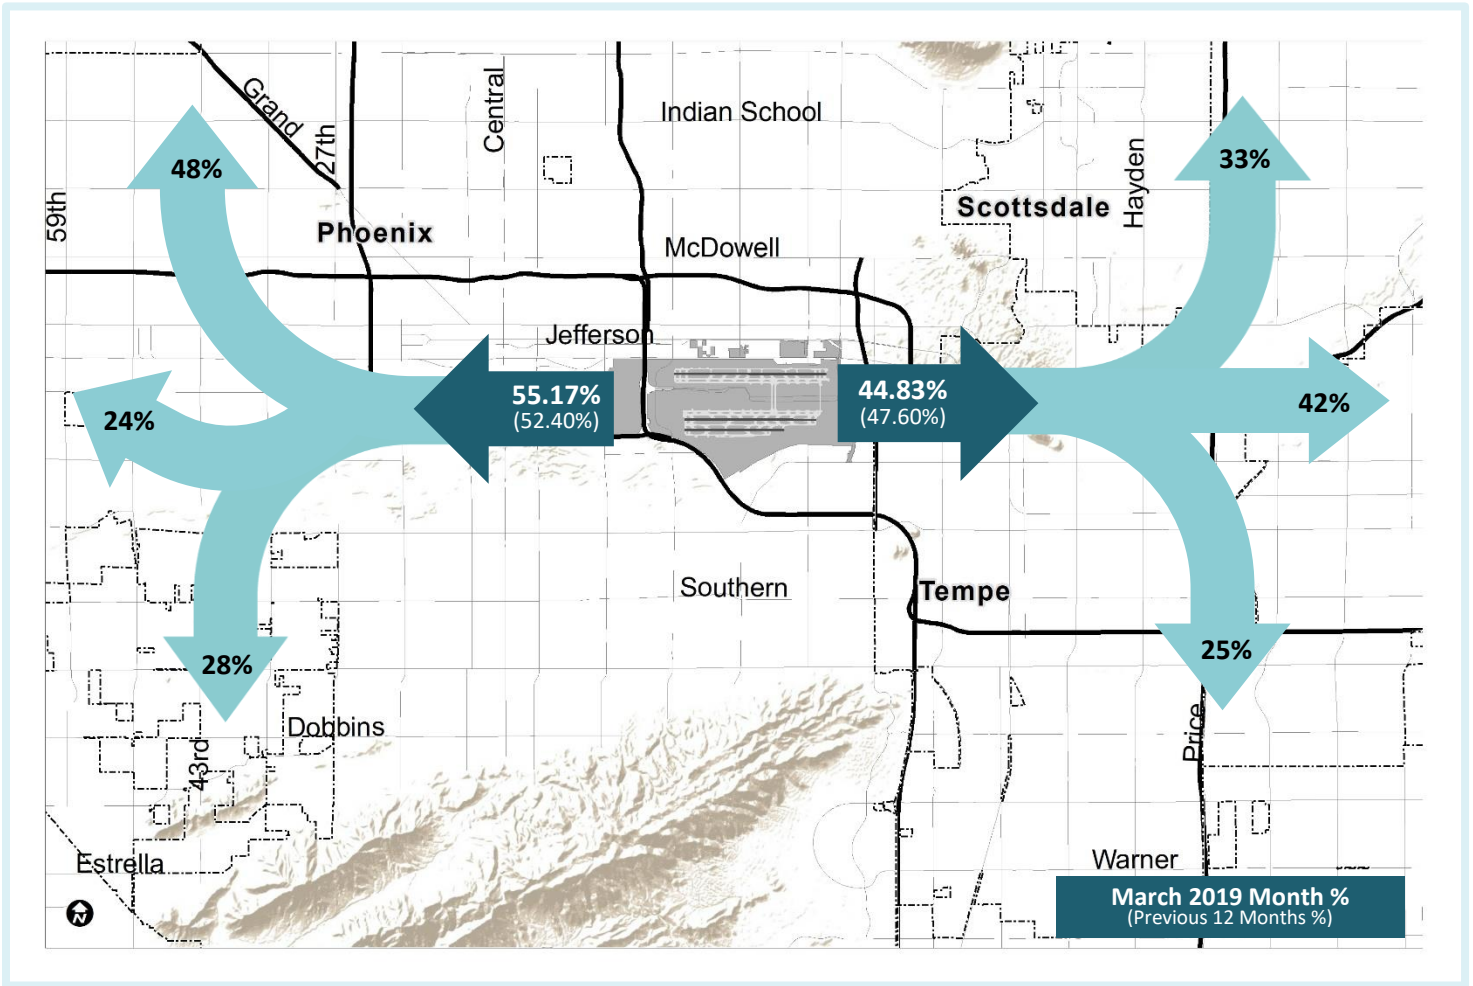 Grand
27th
Central
Indian School
Hayden
33%
48%
59th
Phoenix
Scottsdale
McDowell
Jefferson
55.17%
(52.40%)
44.83%
(47.60%)
42%
24%
Southern
Tempe
28%
25%
Dobbins
43rd
Price
Estrella
Warner
March 2019 Month %
(Previous 12 Months %)
N